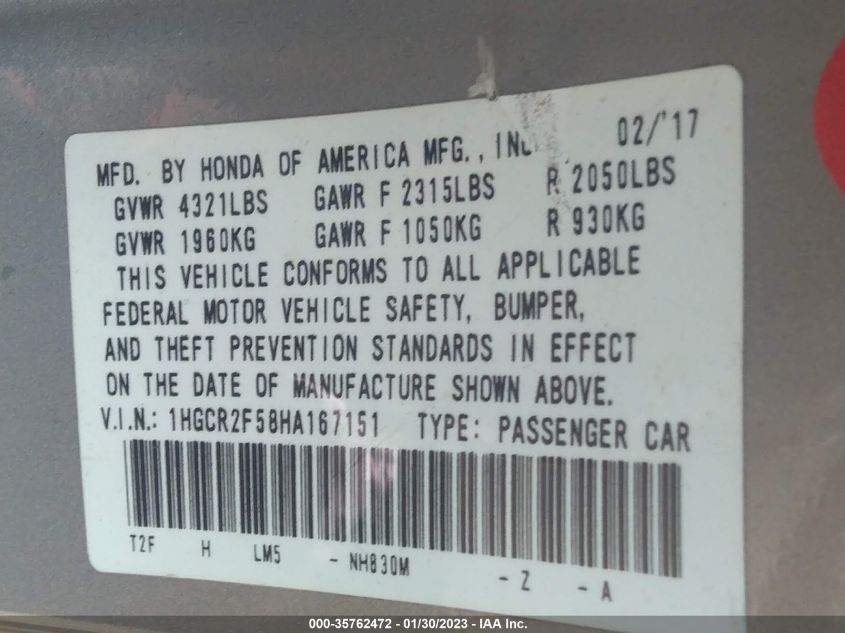 MFD. BY HONDA OF AMERICA MFG., INC. 02/'17
GVWR 4321LBS GAWR F 2315LBS R 2050LBS
GVWR 1960KG GAWR F 1050KG R 930KG
THIS VEHICLE CONFORMS TO ALL APPLICABLE
FEDERAL MOTOR VEHICLE SAFETY, BUMPER,
AND THEFT PREVENTION STANDARDS IN EFFECT
ON THE DATE OF MANUFACTURE SHOWN ABOVE.
V.I.N.: 1HGCR2F58HA167151 TYPE: PASSENGER CAR
T2F H LM5 - NH830M - Z - A
000-35762472 - 01/30/2023 - IAA Inc.